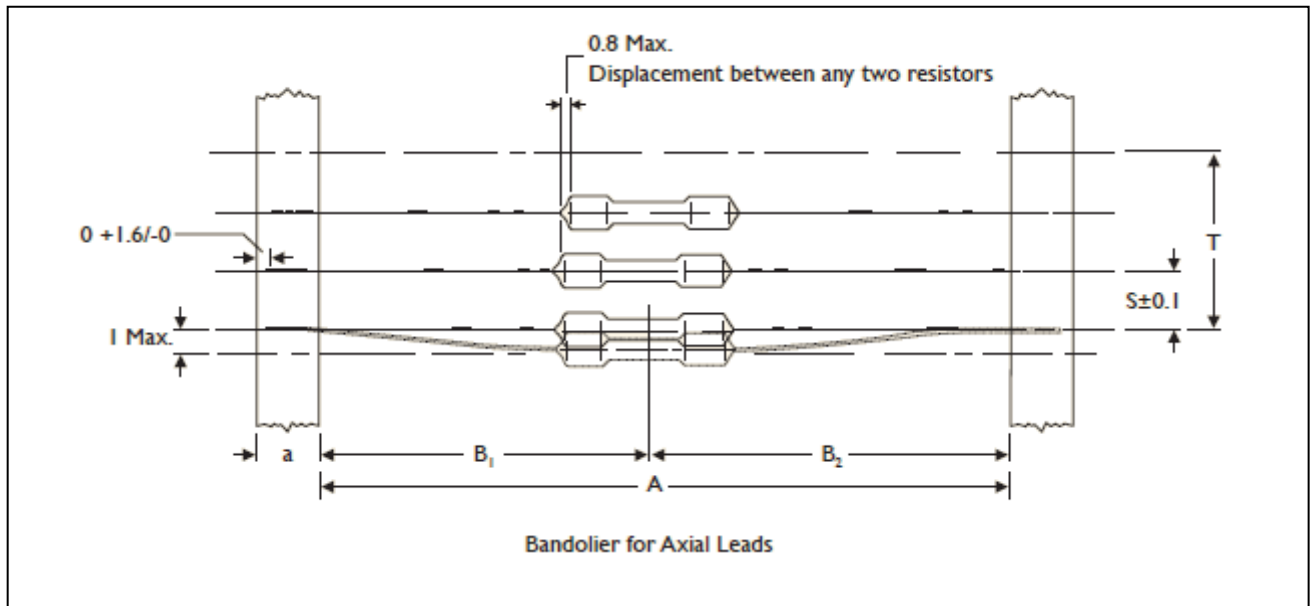 0.8 Max.
Displacement between any two resistors
0 +1.6/-0
T
S±0.1
1 Max.
a
B₁
B₂
A
Bandolier for Axial Leads